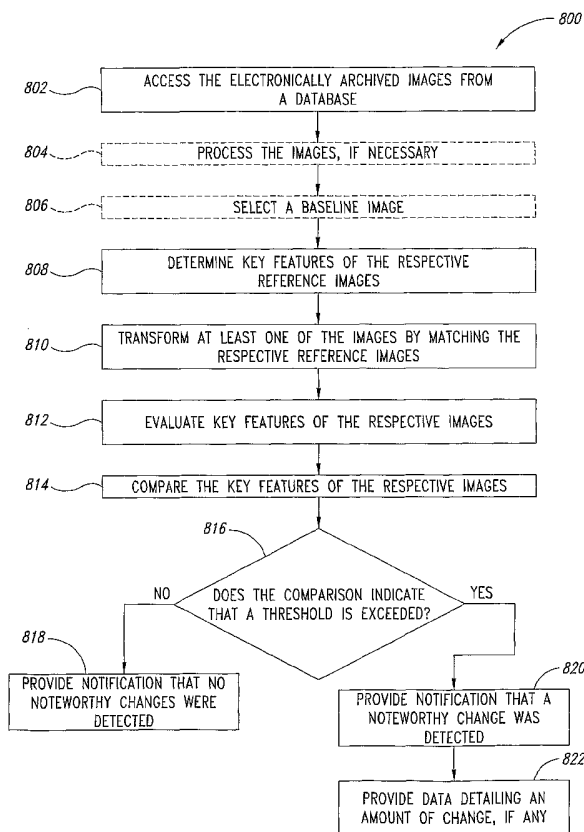 800
802
ACCESS THE ELECTRONICALLY ARCHIVED IMAGES FROM
A DATABASE
804
PROCESS THE IMAGES, IF NECESSARY
806
SELECT A BASELINE IMAGE
808
DETERMINE KEY FEATURES OF THE RESPECTIVE
REFERENCE IMAGES
810
TRANSFORM AT LEAST ONE OF THE IMAGES BY MATCHING THE
RESPECTIVE REFERENCE IMAGES
812
EVALUATE KEY FEATURES OF THE RESPECTIVE IMAGES
814
COMPARE THE KEY FEATURES OF THE RESPECTIVE IMAGES
816
DOES THE COMPARISON INDICATE
THAT A THRESHOLD IS EXCEEDED?
NO
YES
818
PROVIDE NOTIFICATION THAT NO
NOTEWORTHY CHANGES WERE
DETECTED
820
PROVIDE NOTIFICATION THAT A
NOTEWORTHY CHANGE WAS
DETECTED
822
PROVIDE DATA DETAILING AN
AMOUNT OF CHANGE, IF ANY